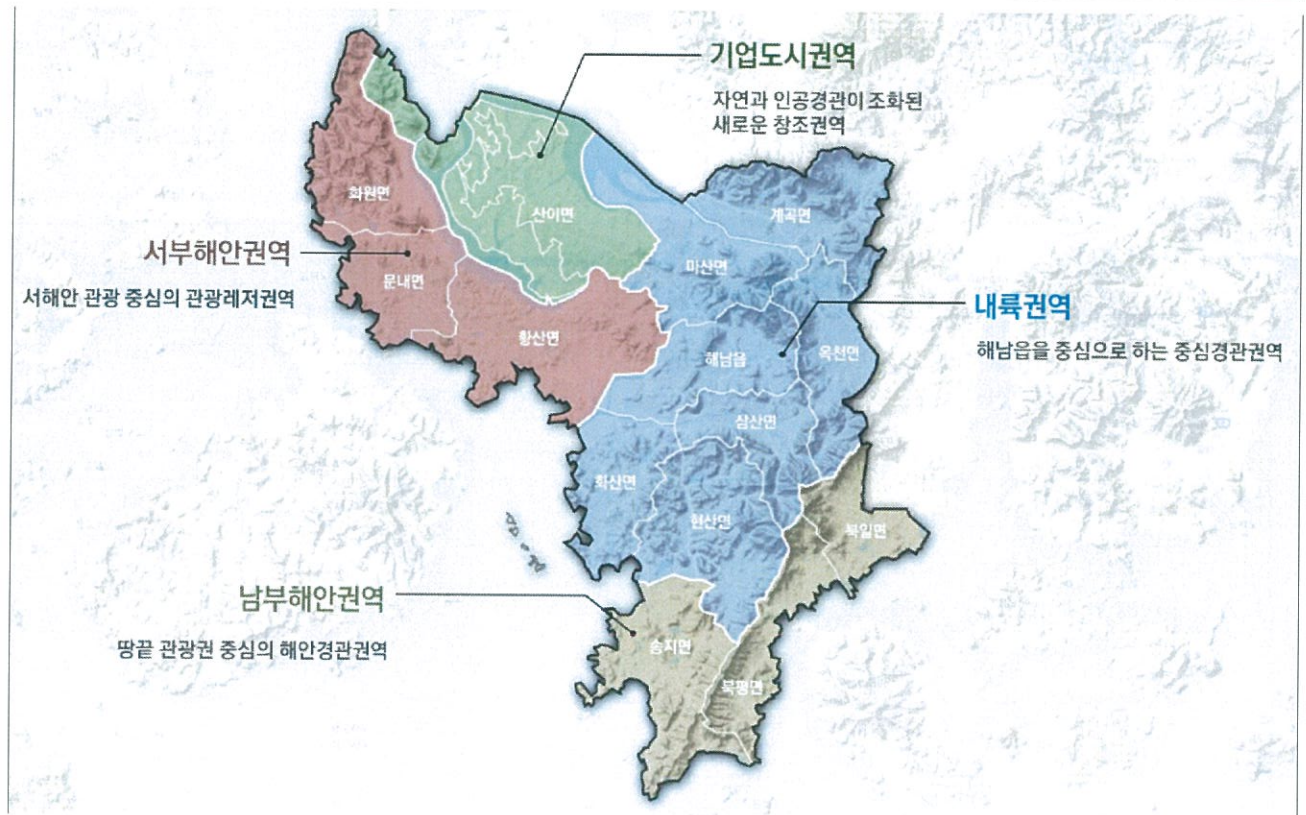 기업도시권역
자연과 인공경관이 조화된
새로운 창조권역
화원면
산이면
계곡면
서부해안권역
마산면
문내면
서해안 관광 중심의 관광레저권역
내륙권역
황산면
해남읍
옥천면
해남읍을 중심으로 하는 중심경관권역
삼산면
화산면
현산면
북일면
남부해안권역
땅끝 관광권 중심의 해안경관권역
송지면
북평면